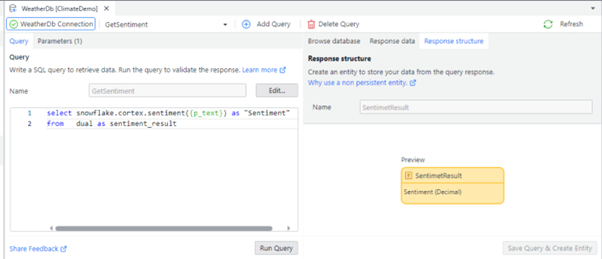 WeatherDb [ClimateDemo]
WeatherDb Connection GetSentiment Add Query Delete Query Refresh
Query Parameters (1)
Query
Write a SQL query to retrieve data. Run the query to validate the response. Learn more
Name GetSentiment Edit...
1 select snowflake.cortex.sentiment({p_text}) as "Sentiment"
2 from dual as sentiment_result
Share Feedback Run Query
Browse database Response data Response structure
Response structure
Create an entity to store your data from the query response.
Why use a non persistent entity.
Name SentimetResult
Preview
SentimetResult
Sentiment (Decimal)
Save Query & Create Entity